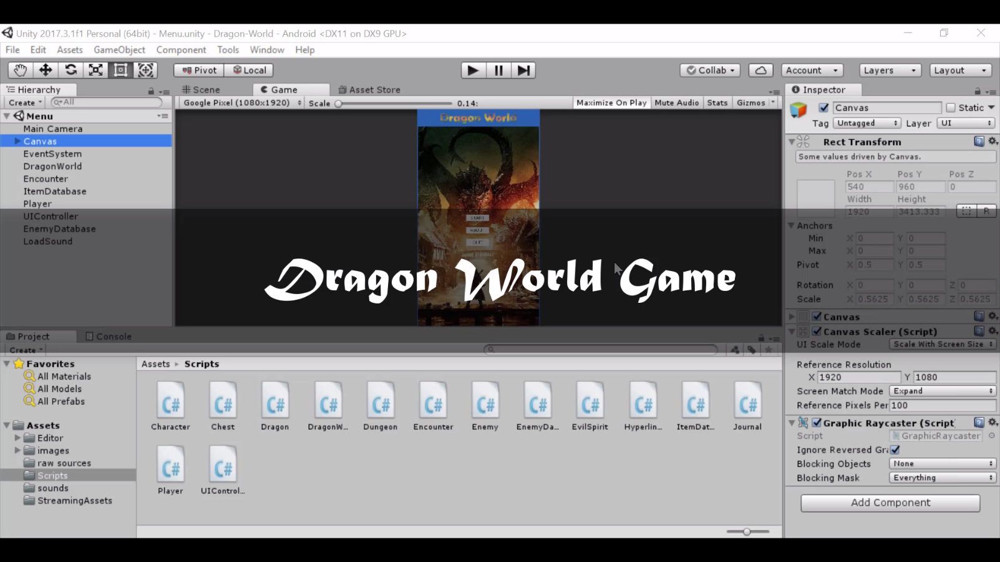 Unity 2017.3.1f1 Personal (64bit) - Menu.unity - Dragon-World - Android <DX11 on DX9 GPU>
File Edit Assets GameObject Component Tools Window Help
Pivot Local Collab Account Layers Layout
Hierarchy
Create All
Menu
Main Camera
Canvas
EventSystem
DragonWorld
Encounter
ItemDatabase
Player
UIController
EnemyDatabase
LoadSound
Scene Game Asset Store
Google Pixel (1080x1920) Scale 0.14: Maximize On Play Mute Audio Stats Gizmos
Dragon World
START
Dragon World Game
Inspector
Canvas Static
Tag Untagged Layer UI
Rect Transform
Some values driven by Canvas.
Pos X Pos Y Pos Z
540 960 0
Width Height
1920 3413.333 R
Anchors
Min X 0 Y 0
Max X 0 Y 0
Pivot X 0.5 Y 0.5
Rotation X 0 Y 0 Z 0
Scale X 0.5625 Y 0.5625 Z 0.5625
Canvas
Canvas Scaler (Script)
UI Scale Mode Scale With Screen Size
Reference Resolution
X 1920 Y 1080
Screen Match Mode Expand
Reference Pixels Per 100
Graphic Raycaster (Script)
Script GraphicRaycaster
Ignore Reversed Gra
Blocking Objects None
Blocking Mask Everything
Add Component
Project Console
Create
Favorites
All Materials
All Models
All Prefabs
Assets
Editor
images
raw sources
Scripts
sounds
StreamingAssets
Assets Scripts
C# C# C# C# C# C# C# C# C# C# C# C#
Character Chest Dragon DragonW... Dungeon Encounter Enemy EnemyDa... EvilSpirit Hyperlin... ItemDat... Journal
C# C#
Player UIControl...